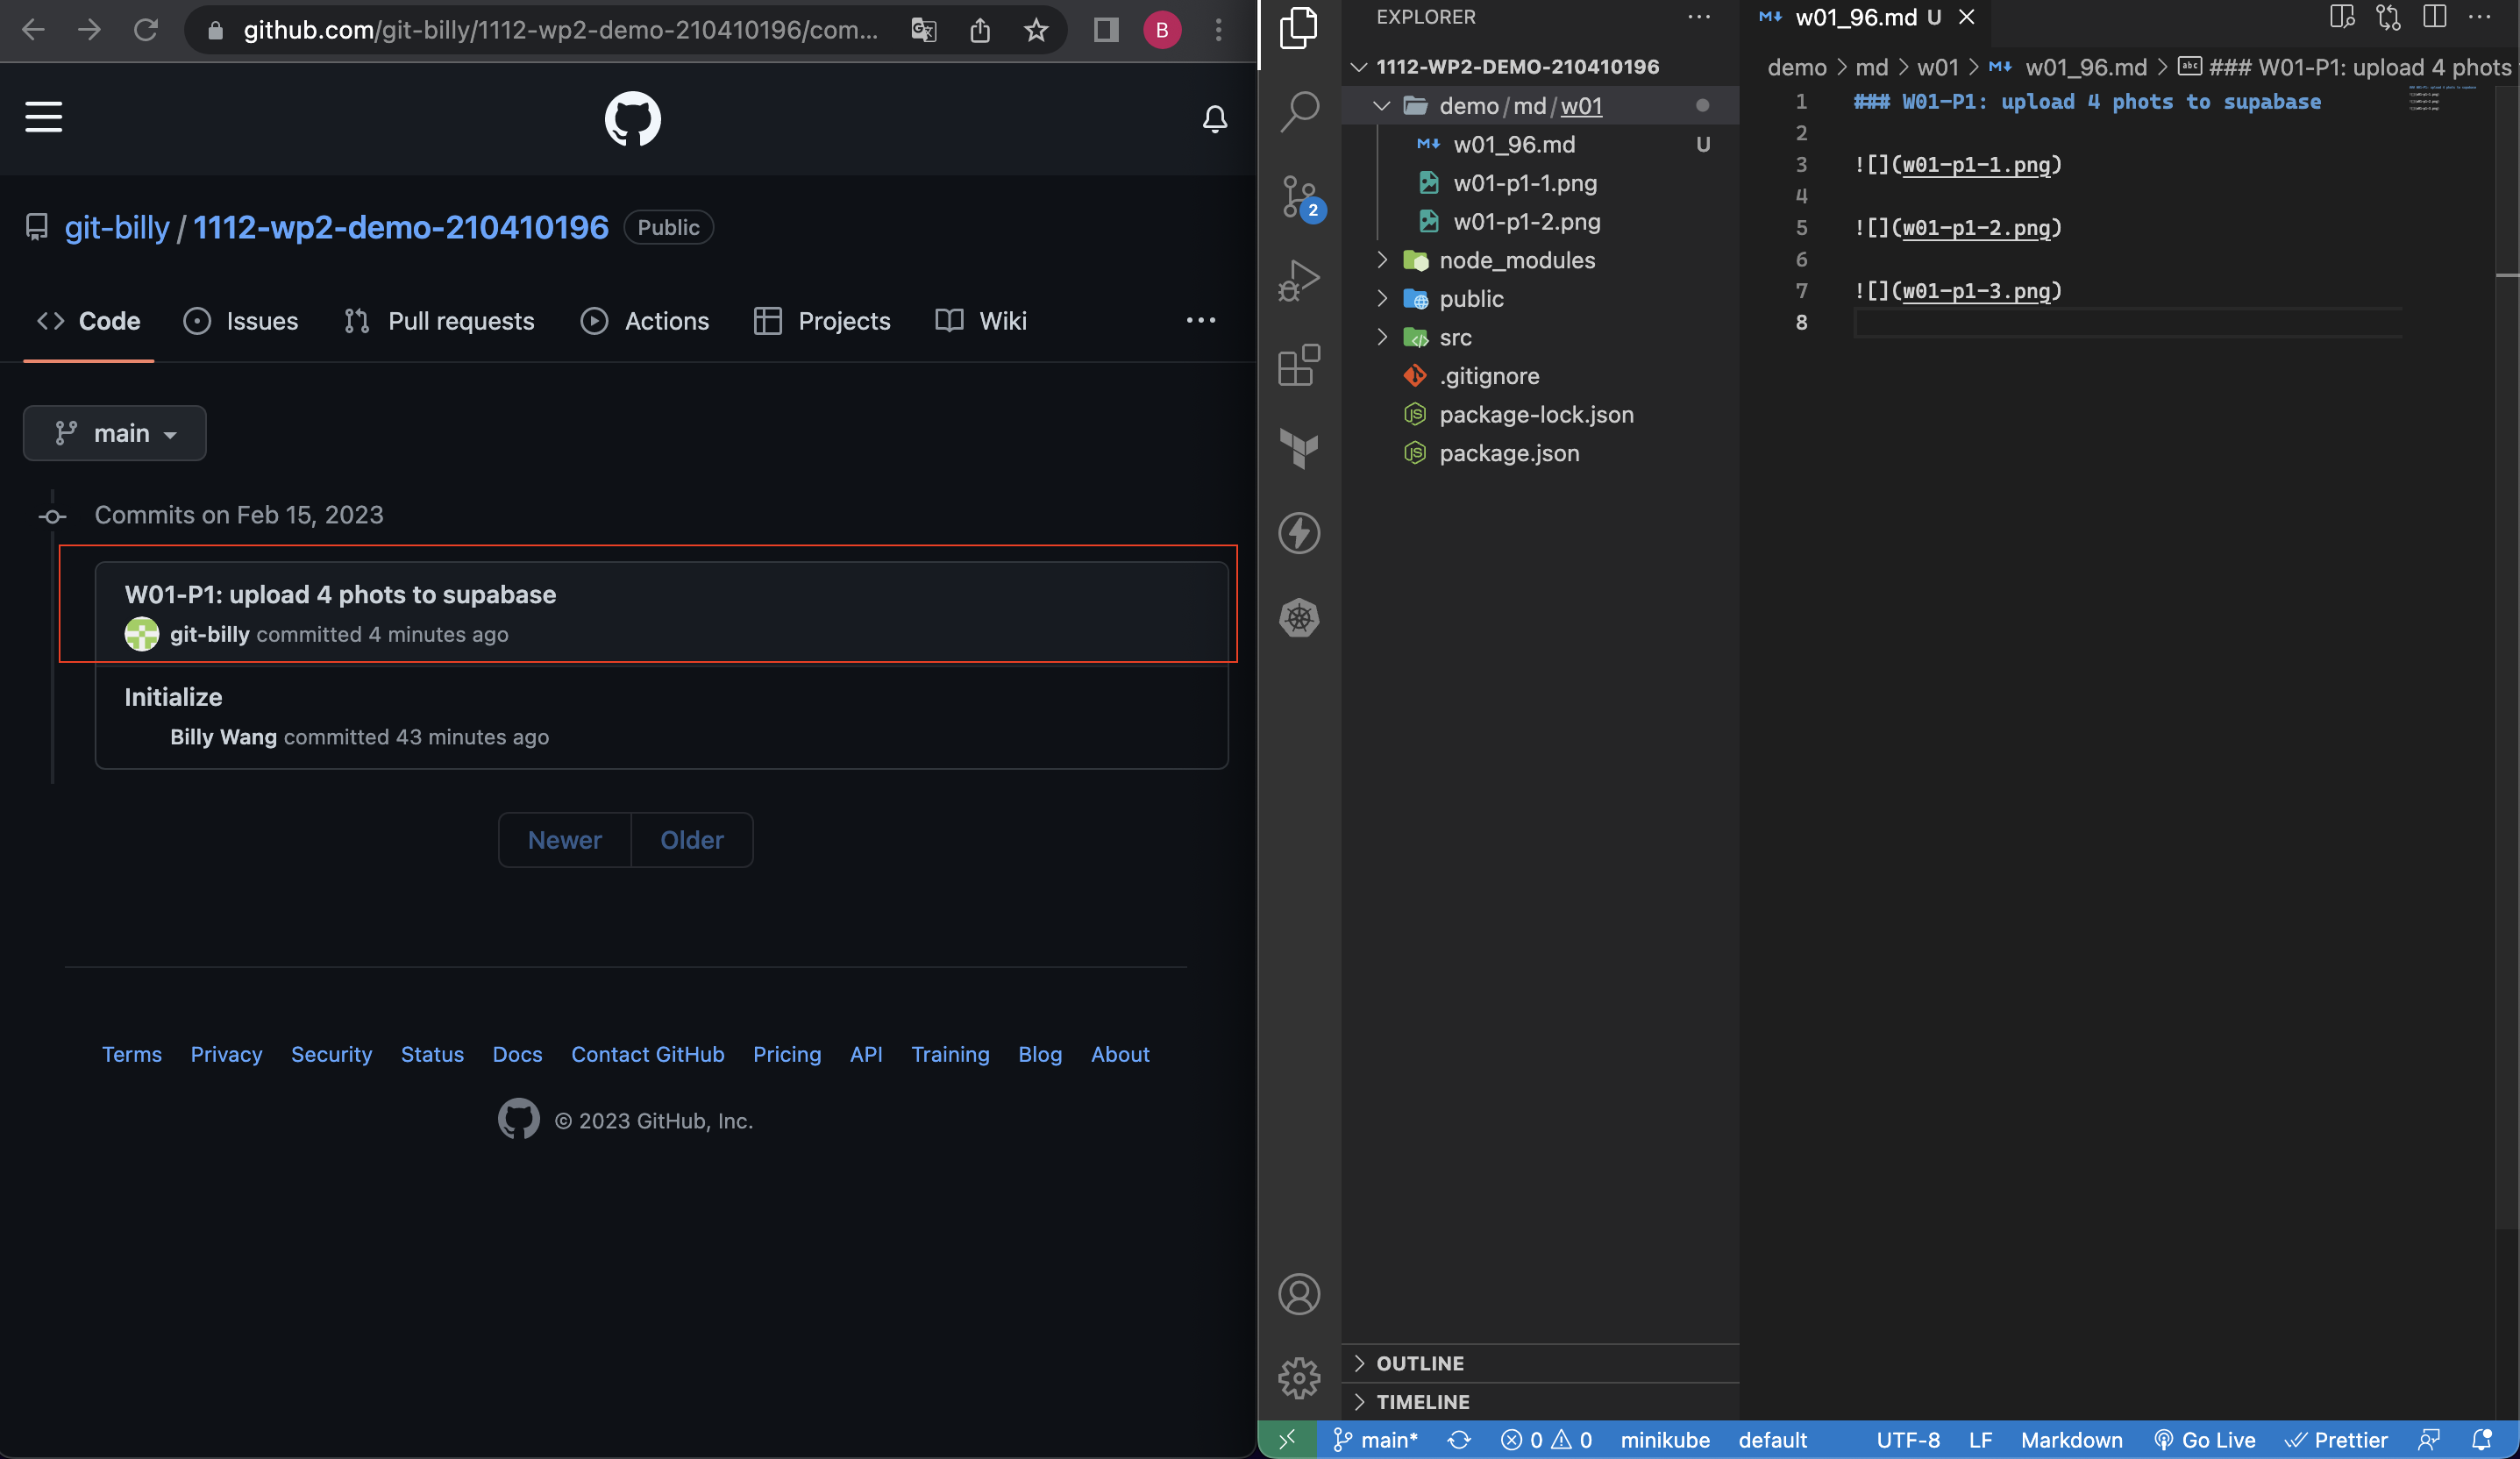 github.com/git-billy/1112-wp2-demo-210410196/com...
B
git-billy / 1112-wp2-demo-210410196 Public
Code Issues Pull requests Actions Projects Wiki ...
main
Commits on Feb 15, 2023
W01-P1: upload 4 phots to supabase
git-billy committed 4 minutes ago
Initialize
Billy Wang committed 43 minutes ago
Newer Older
Terms Privacy Security Status Docs Contact GitHub Pricing API Training Blog About
© 2023 GitHub, Inc.
2
EXPLORER
1112-WP2-DEMO-210410196
demo/md/w01
w01_96.md U
w01-p1-1.png
w01-p1-2.png
node_modules
public
src
.gitignore
package-lock.json
package.json
OUTLINE
TIMELINE
w01_96.md U
demo > md > w01 > w01_96.md > abc ### W01-P1: upload 4 phots
1 ### W01-P1: upload 4 phots to supabase
2
3 ![](w01-p1-1.png)
4
5 ![](w01-p1-2.png)
6
7 ![](w01-p1-3.png)
8
main* 0 0 minikube default UTF-8 LF Markdown Go Live Prettier